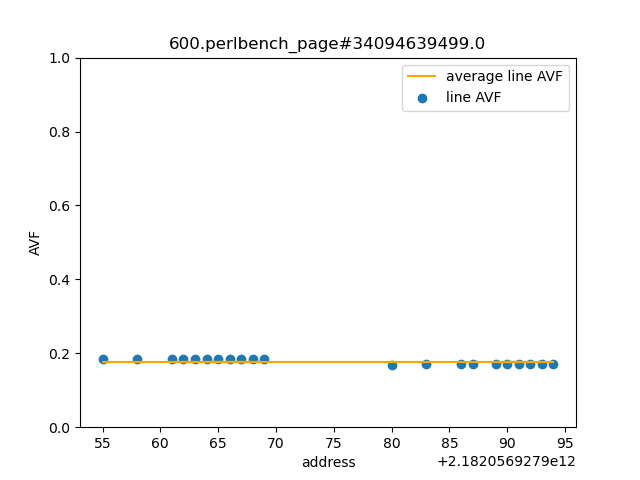 600.perlbench_page#34094639499.0
average line AVF
line AVF
AVF
1.0
0.8
0.6
0.4
0.2
0.0
55 60 65 70 75 80 85 90 95
address
+2.1820569279e12